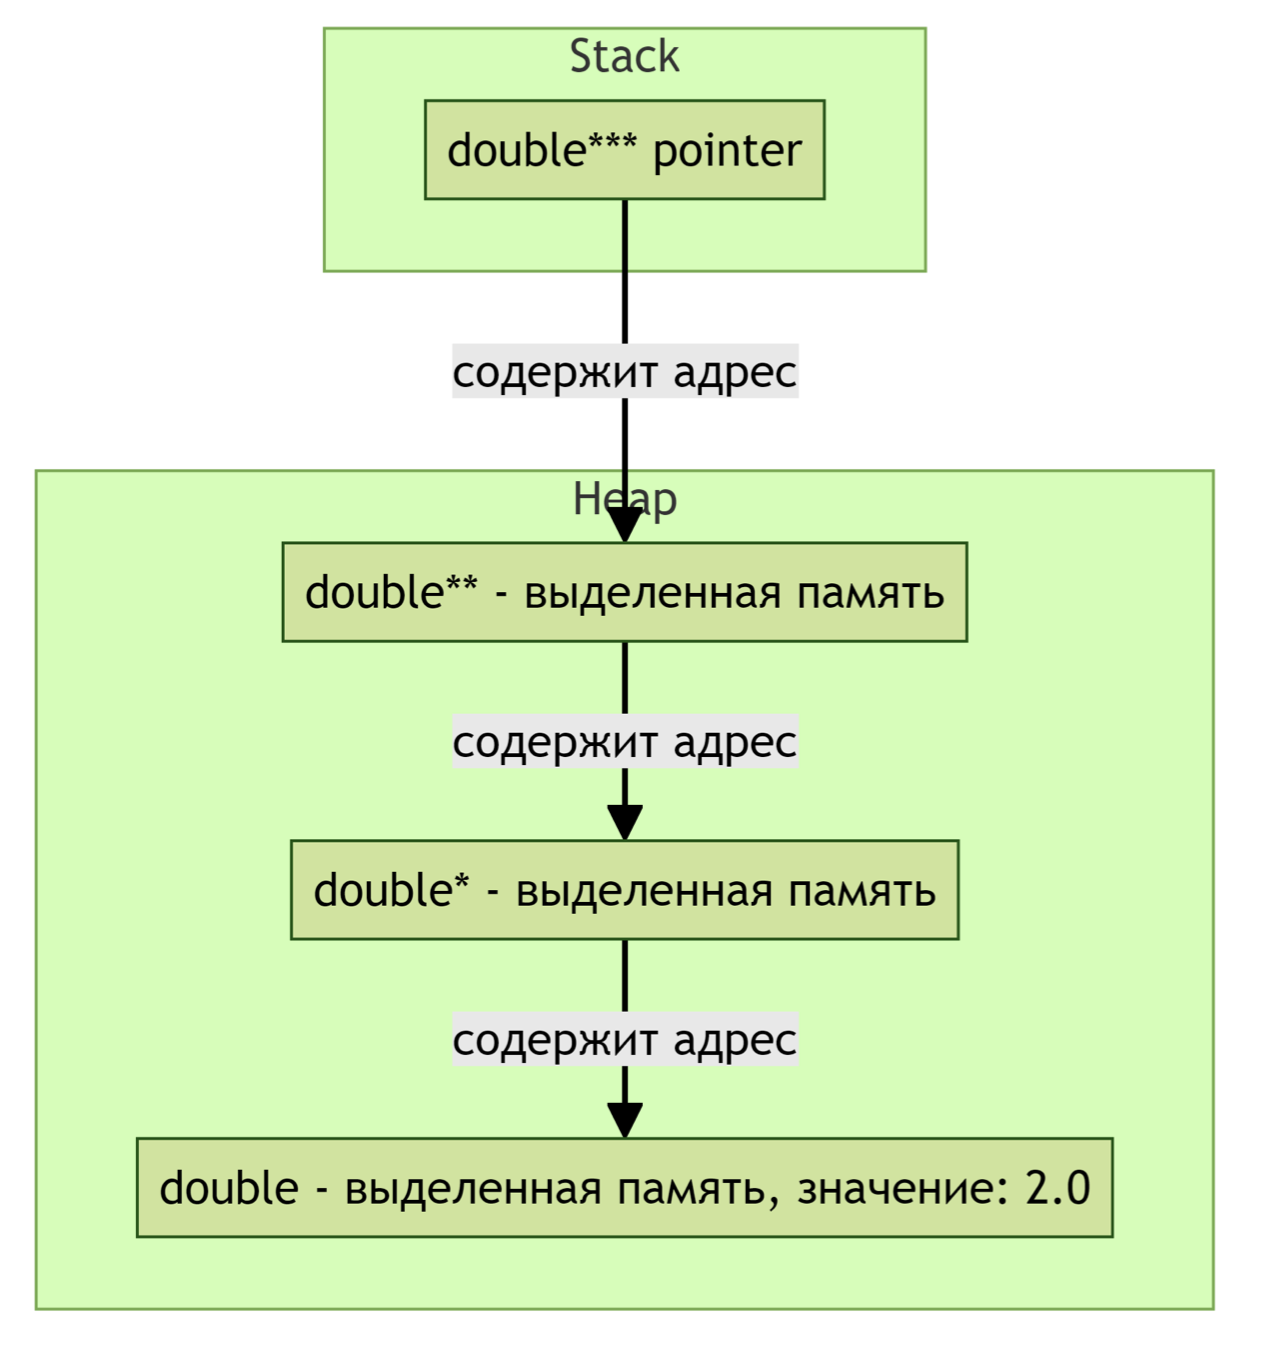 Stack
double*** pointer
содержит адрес
Heap
double** - выделенная память
содержит адрес
double* - выделенная память
содержит адрес
double - выделенная память, значение: 2.0